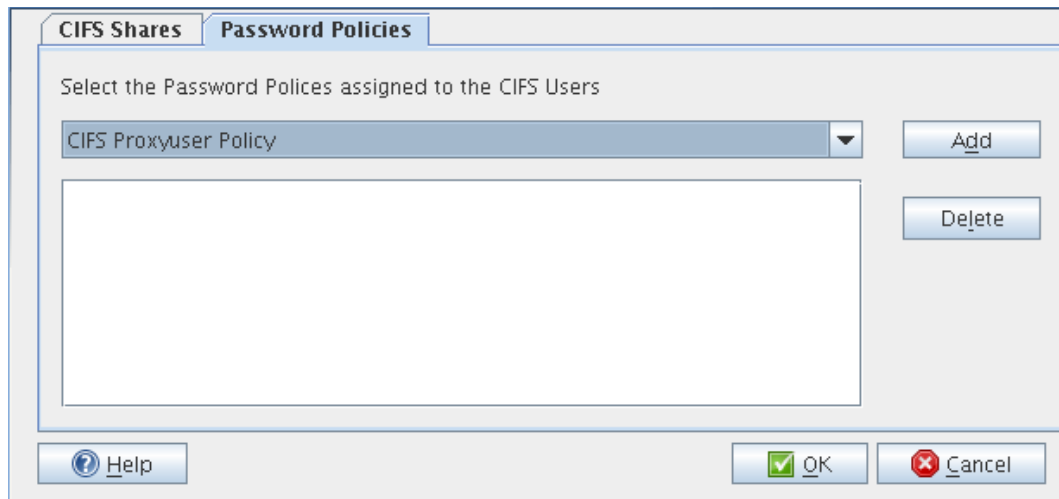 CIFS Shares
Password Policies
Select the Password Polices assigned to the CIFS Users
CIFS Proxyuser Policy
Add
Delete
Help
OK
Cancel